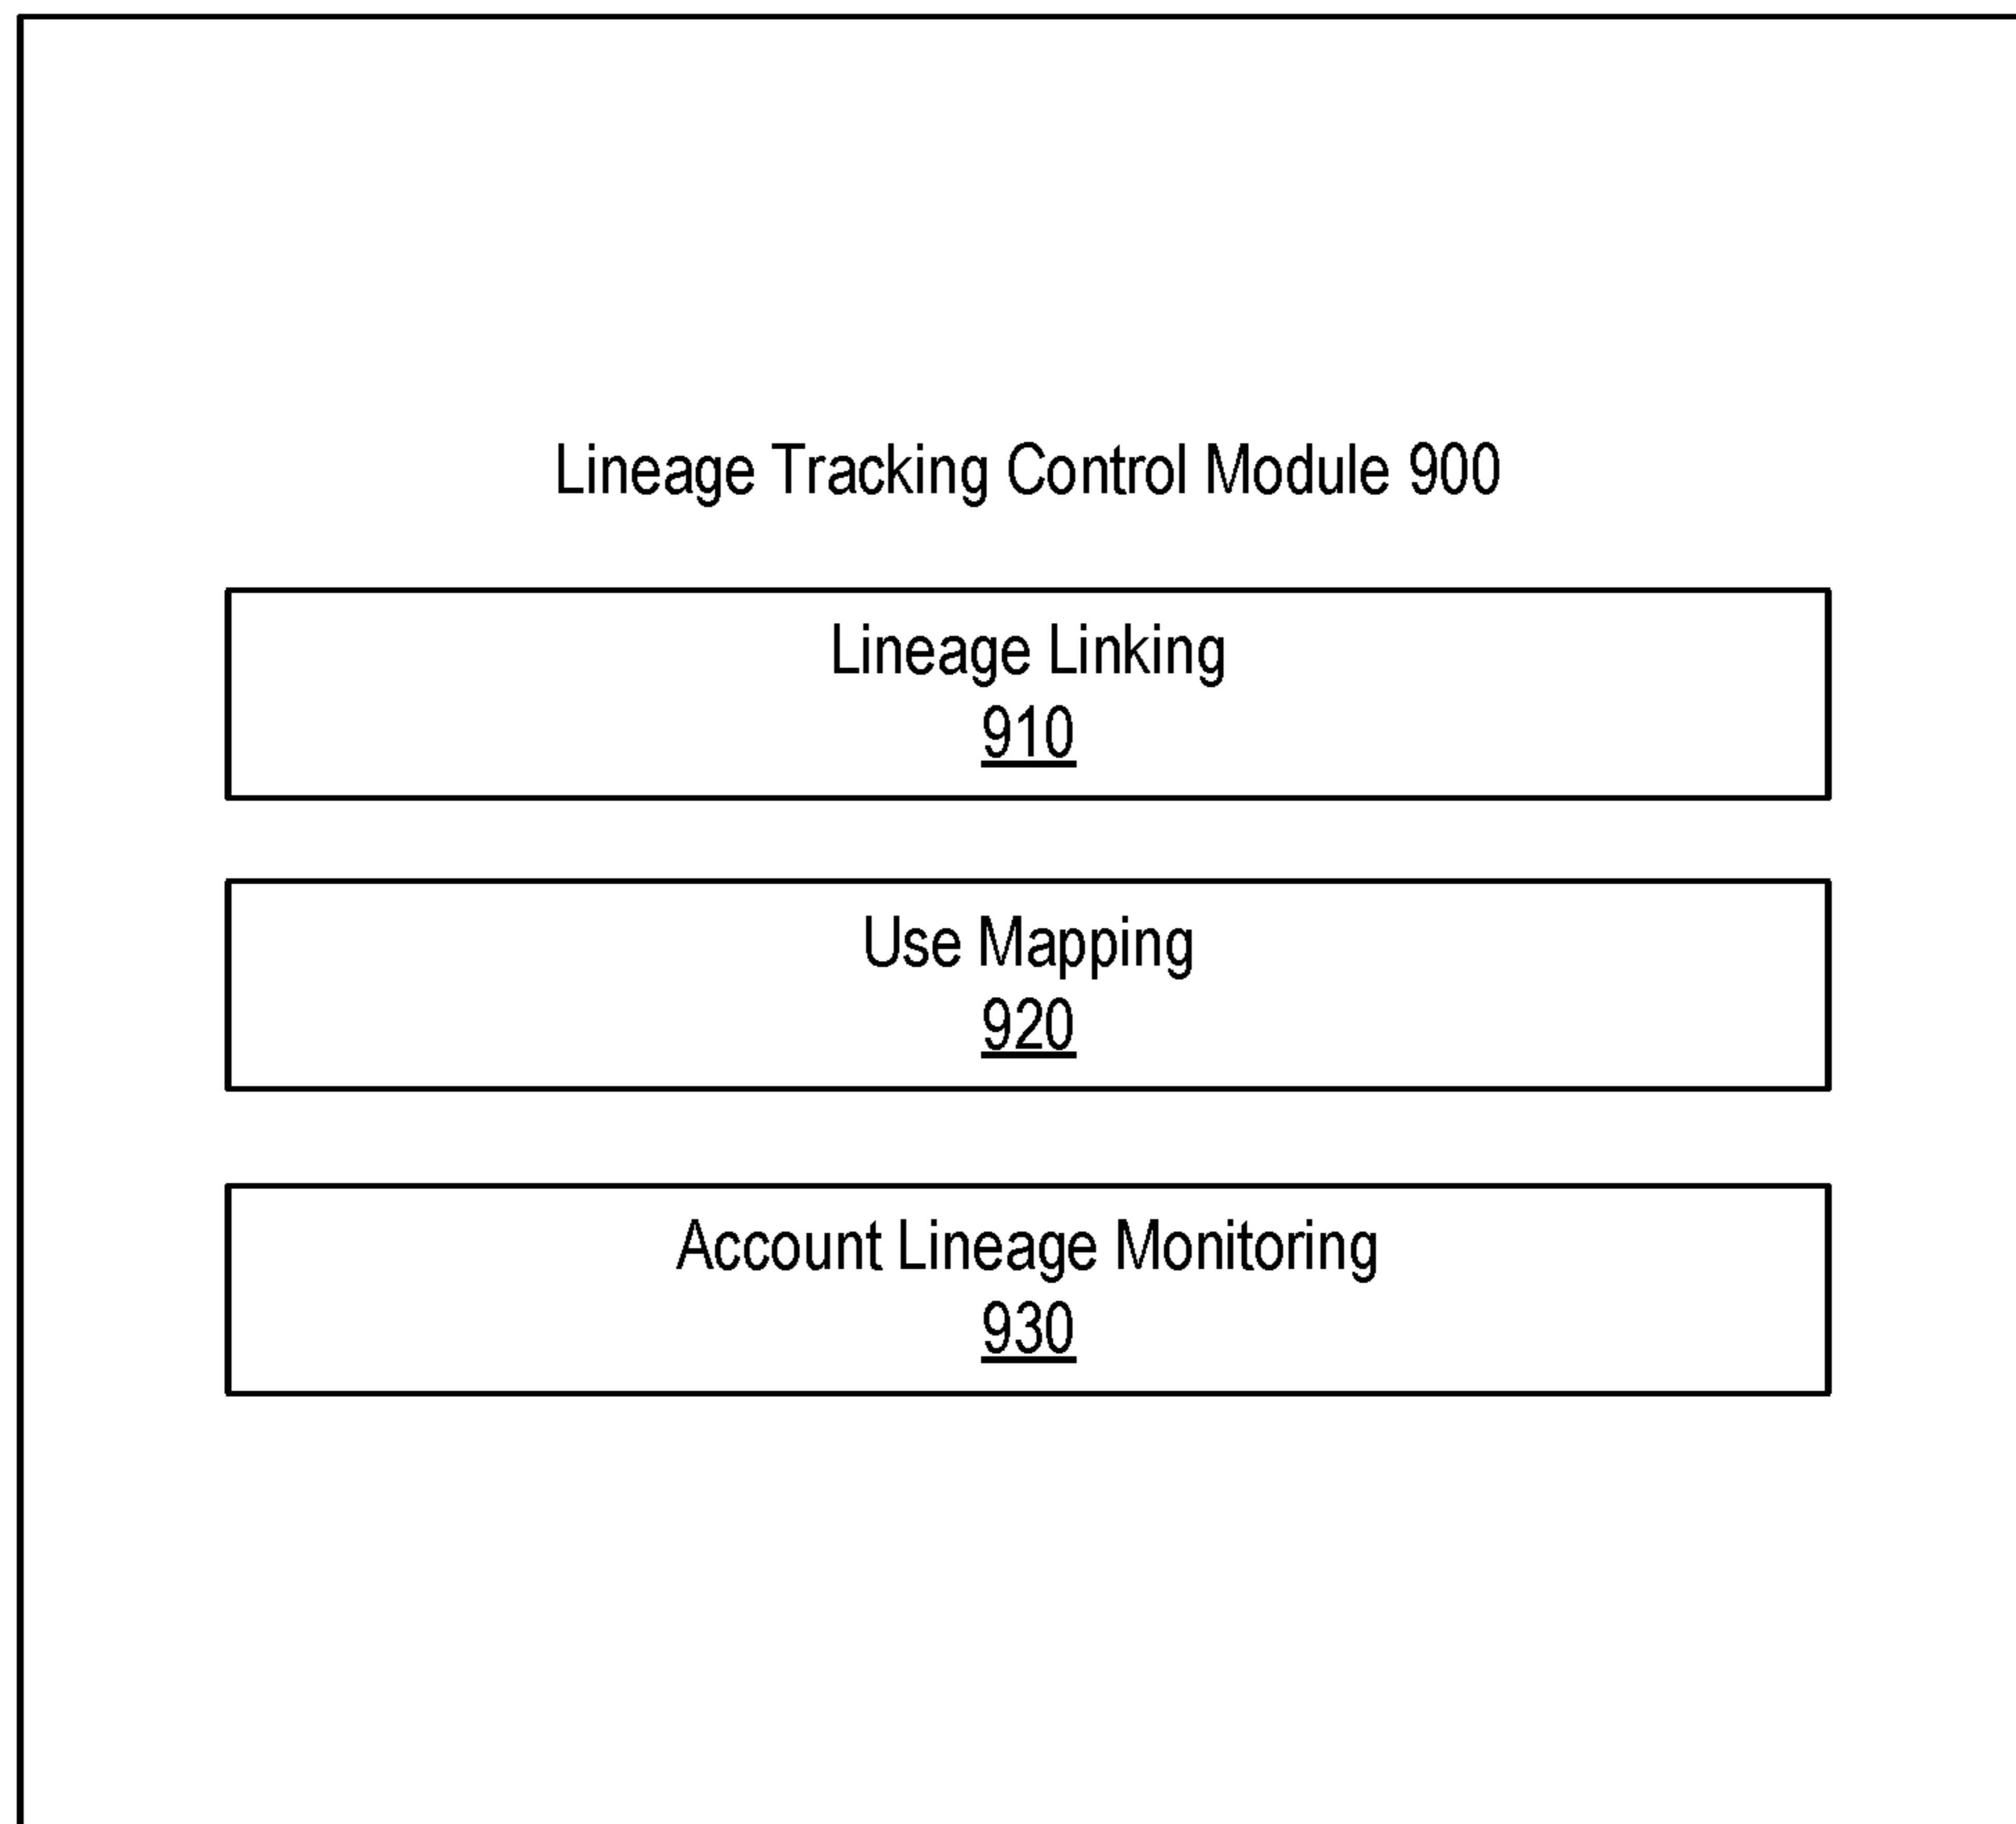 Lineage Tracking Control Module 900
Lineage Linking
910
Use Mapping
920
Account Lineage Monitoring
930